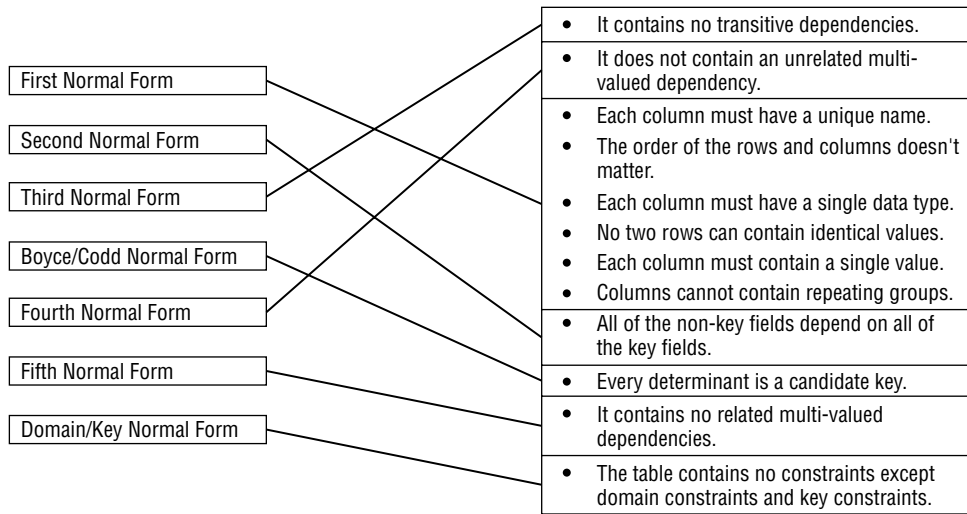 First Normal Form
Second Normal Form
Third Normal Form
Boyce/Codd Normal Form
Fourth Normal Form
Fifth Normal Form
Domain/Key Normal Form
• It contains no transitive dependencies.
• It does not contain an unrelated multi-
valued dependency.
• Each column must have a unique name.
• The order of the rows and columns doesn't
matter.
• Each column must have a single data type.
• No two rows can contain identical values.
• Each column must contain a single value.
• Columns cannot contain repeating groups.
• All of the non-key fields depend on all of
the key fields.
• Every determinant is a candidate key.
• It contains no related multi-valued
dependencies.
• The table contains no constraints except
domain constraints and key constraints.